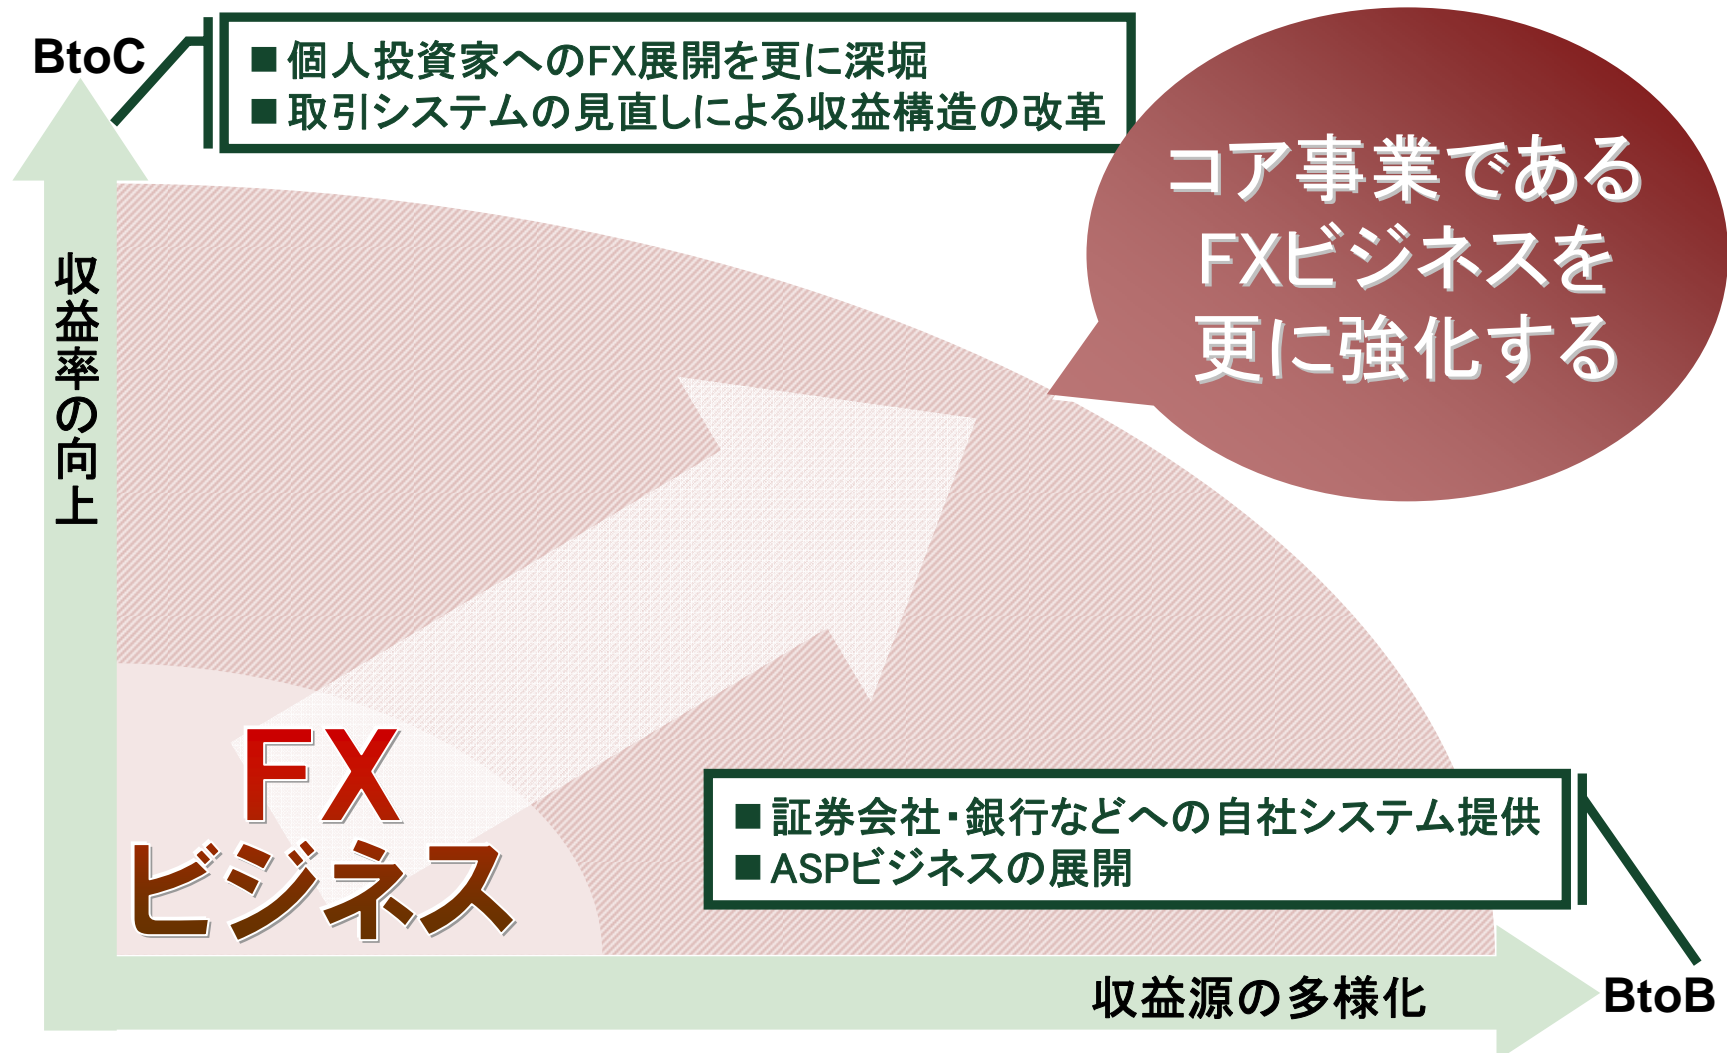 BtoC
■ 個人投資家へのFX展開を更に深堀
■ 取引システムの見直しによる収益構造の改革
コア事業である
FXビジネスを
更に強化する
収益率の向上
FX
ビジネス
■ 証券会社・銀行などへの自社システム提供
■ ASPビジネスの展開
収益源の多様化
BtoB